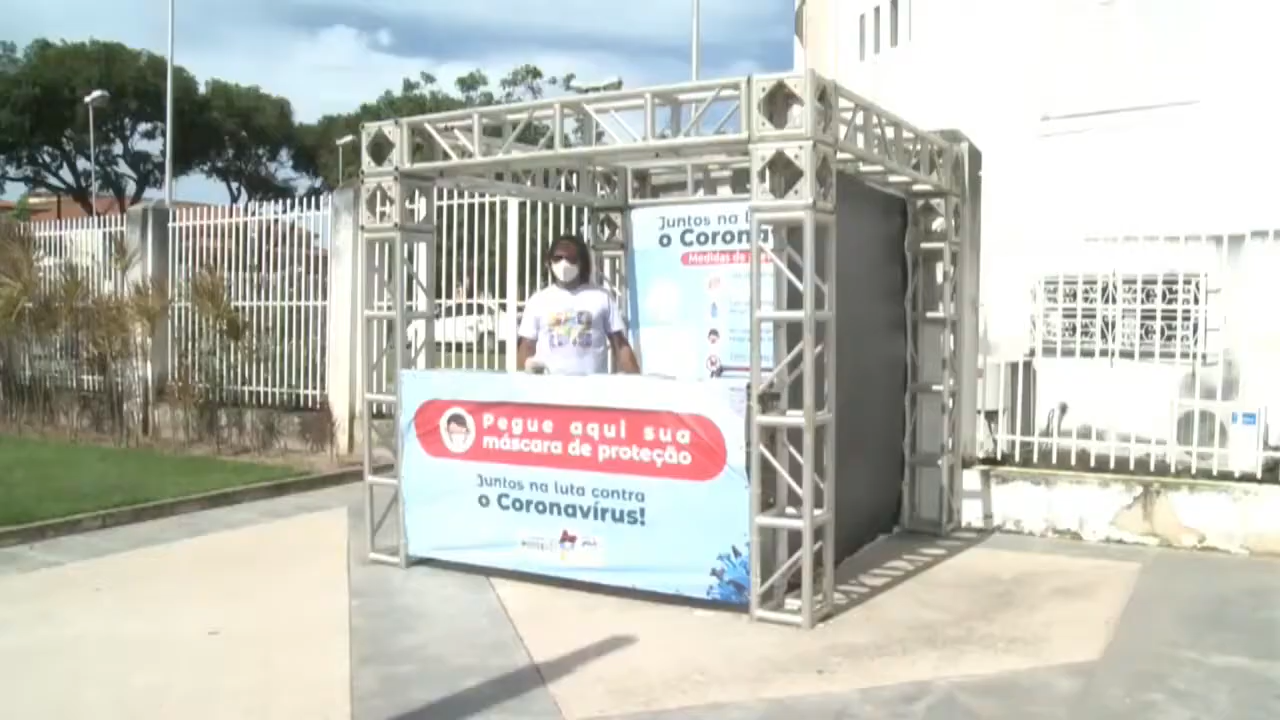 Juntos na
o Corona
Medidas de
Pegue aqui sua
máscara de proteção
Juntos na luta contra
o Coronavírus!